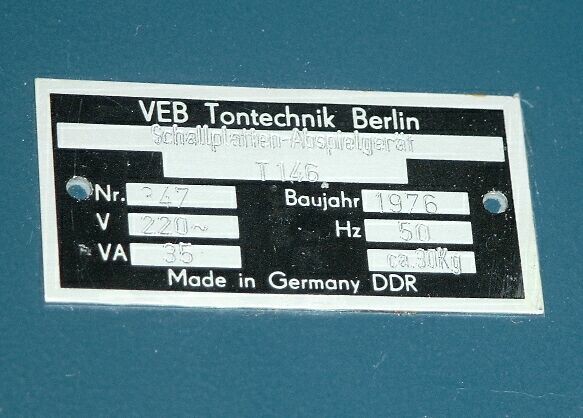 VEB Tontechnik Berlin
Schallplatten-Abspielgerät
T 146
Nr. 347 Baujahr 1976
V 220~ Hz 50
VA 35 ca. 30Kg
Made in Germany DDR